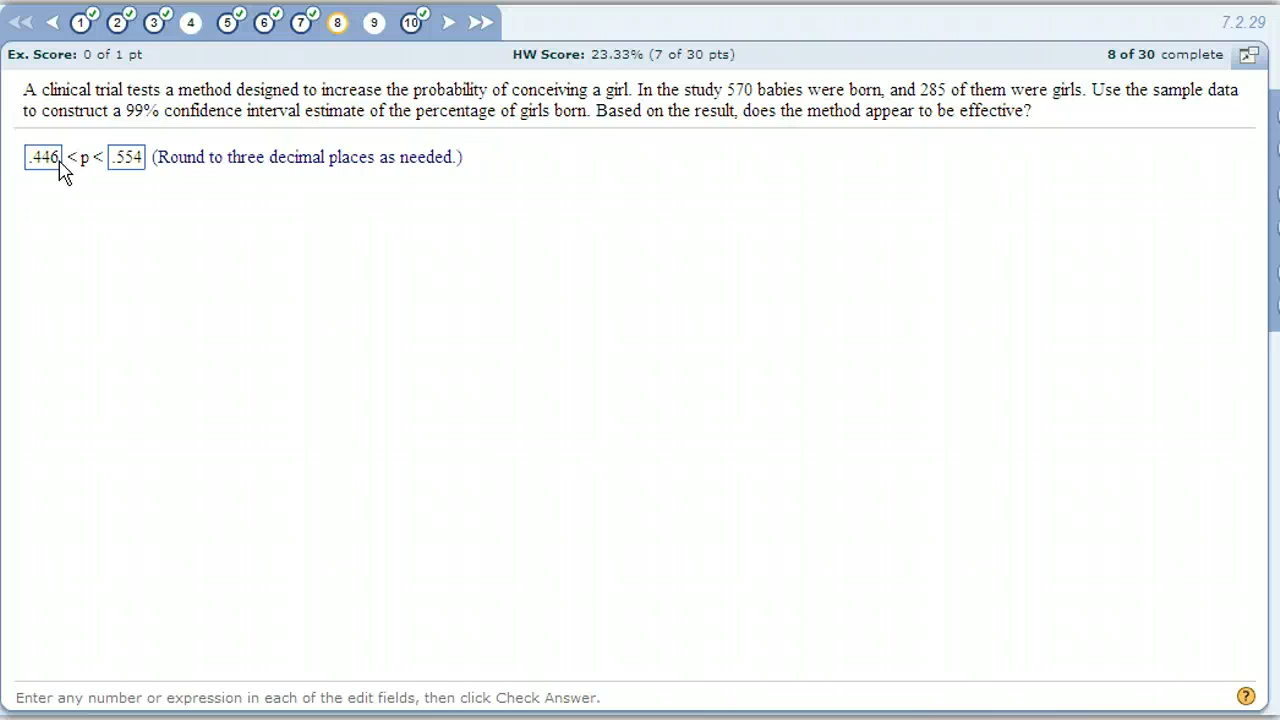 1 2 3 4 5 6 7 8 9 10 7.2.29
Ex. Score: 0 of 1 pt HW Score: 23.33% (7 of 30 pts) 8 of 30 complete
A clinical trial tests a method designed to increase the probability of conceiving a girl. In the study 570 babies were born, and 285 of them were girls. Use the sample data
to construct a 99% confidence interval estimate of the percentage of girls born. Based on the result, does the method appear to be effective?
.446 < p < .554 (Round to three decimal places as needed.)
Enter any number or expression in each of the edit fields, then click Check Answer.
?